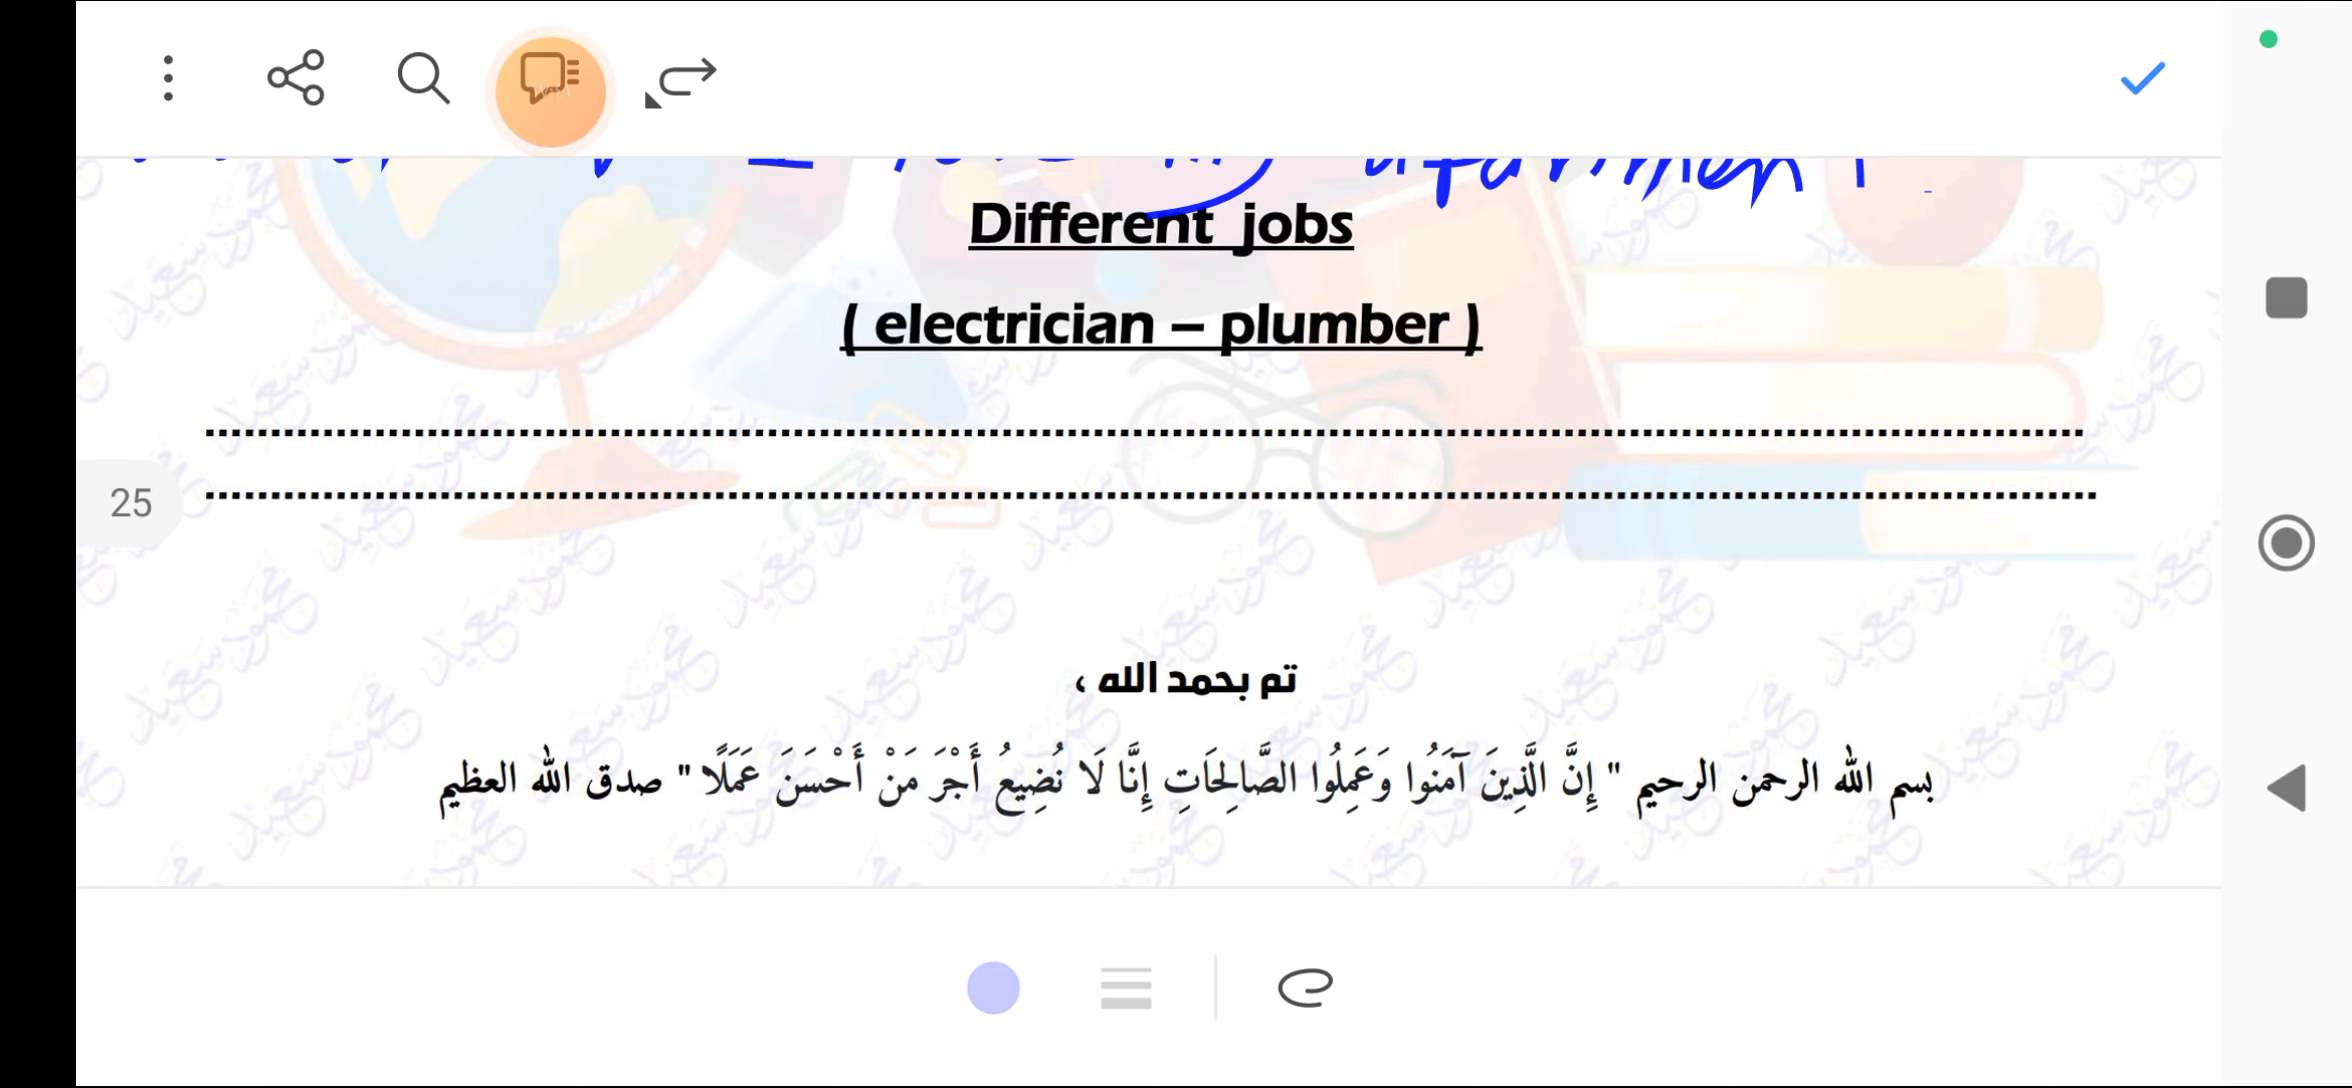 Different jobs
( electrician – plumber )
25
تم بحمد الله ،
بسم الله الرحمن الرحيم " إِنَّ الَّذِينَ آمَنُوا وَعَمِلُوا الصَّالِحَاتِ إِنَّا لَا نُضِيعُ أَجْرَ مَنْ أَحْسَنَ عَمَلًا " صدق الله العظيم